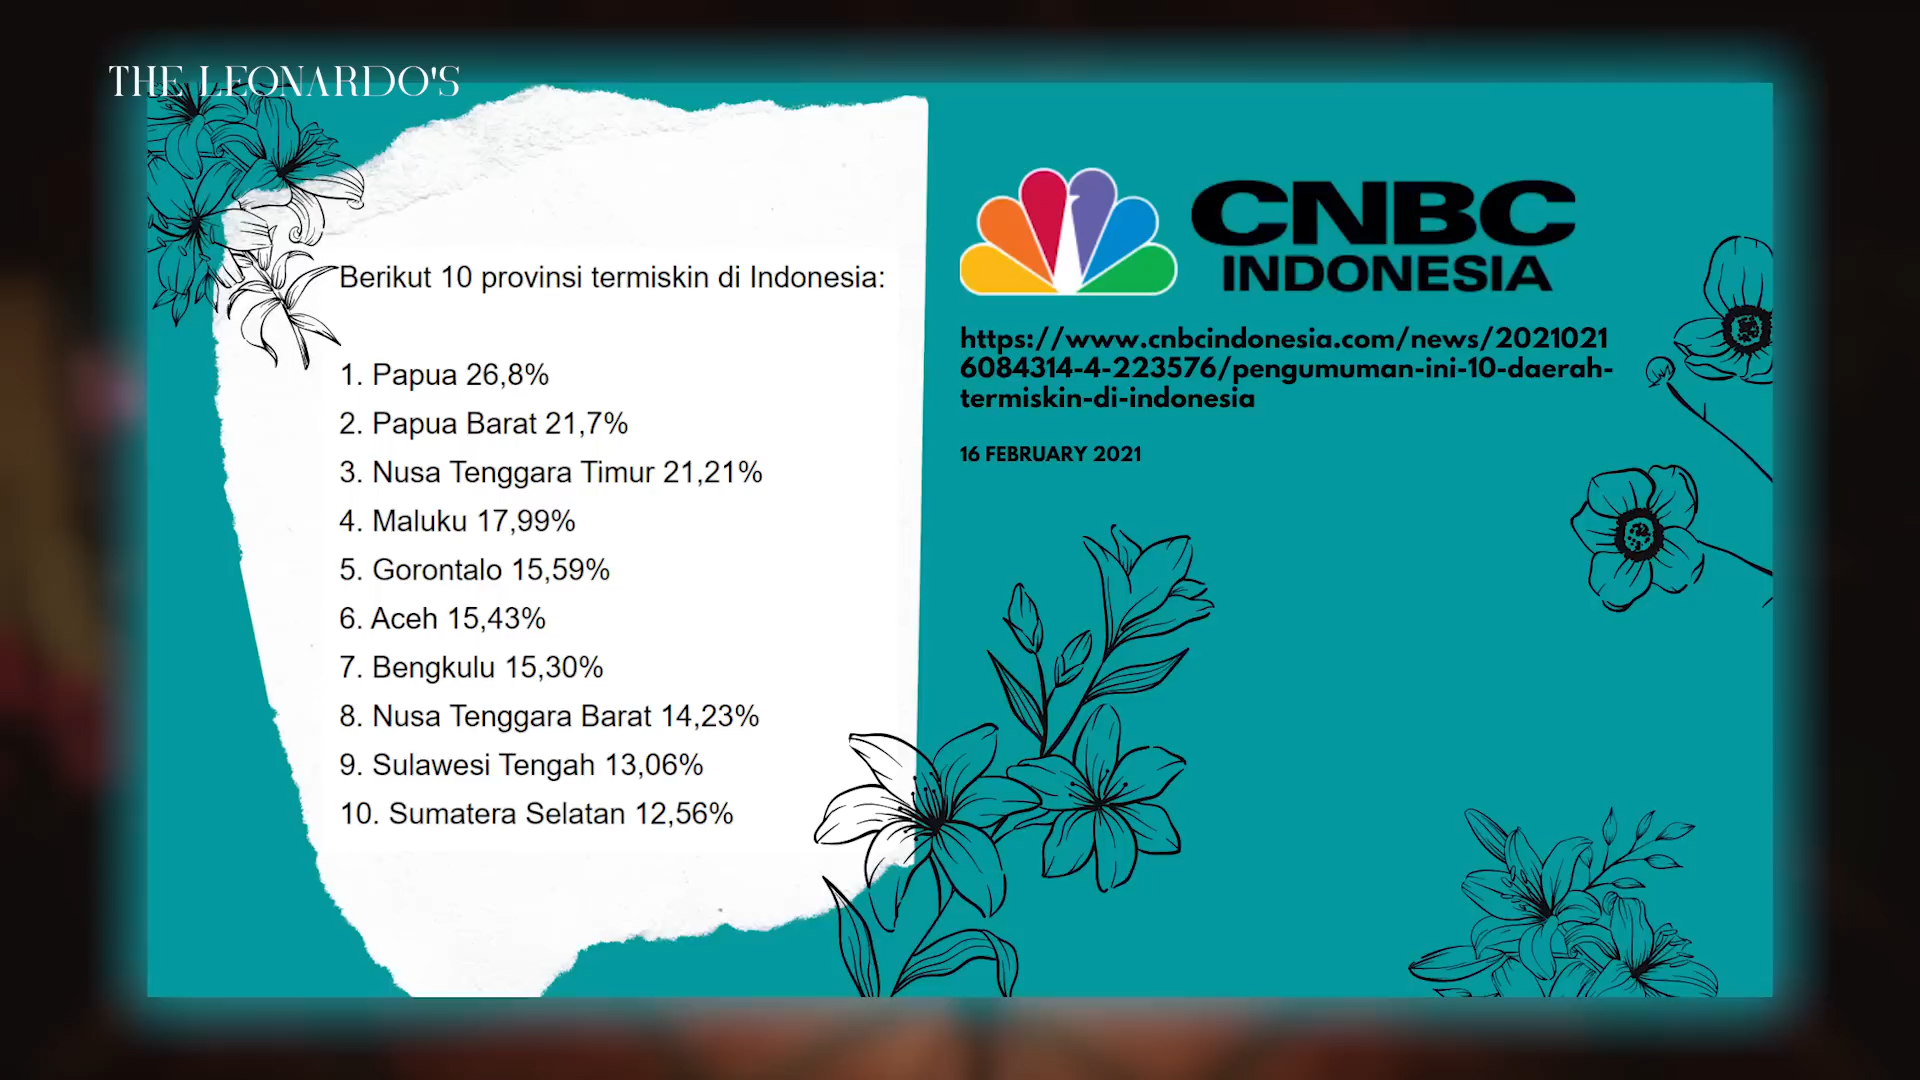 THE LEONARDO'S
Berikut 10 provinsi termiskin di Indonesia:
1. Papua 26,8%
2. Papua Barat 21,7%
3. Nusa Tenggara Timur 21,21%
4. Maluku 17,99%
5. Gorontalo 15,59%
6. Aceh 15,43%
7. Bengkulu 15,30%
8. Nusa Tenggara Barat 14,23%
9. Sulawesi Tengah 13,06%
10. Sumatera Selatan 12,56%
CNBC
INDONESIA
https://www.cnbcindonesia.com/news/2021021
6084314-4-223576/pengumuman-ini-10-daerah-
termiskin-di-indonesia
16 FEBRUARY 2021